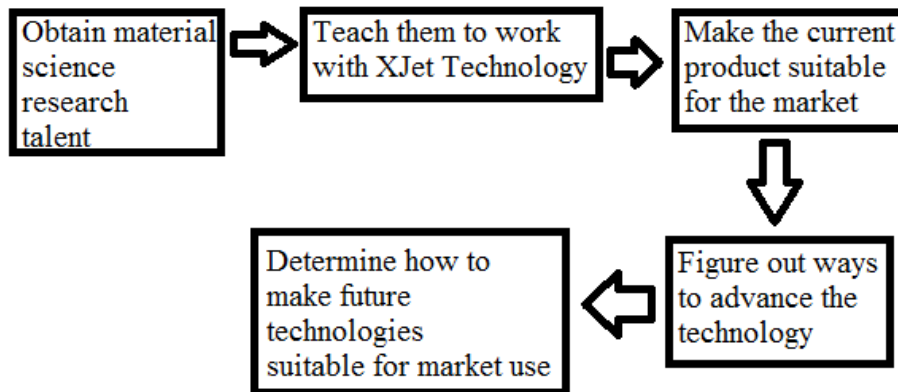 Obtain material
science
research
talent
Teach them to work
with XJet Technology
Make the current
product suitable
for the market
Figure out ways
to advance the
technology
Determine how to
make future
technologies
suitable for market use